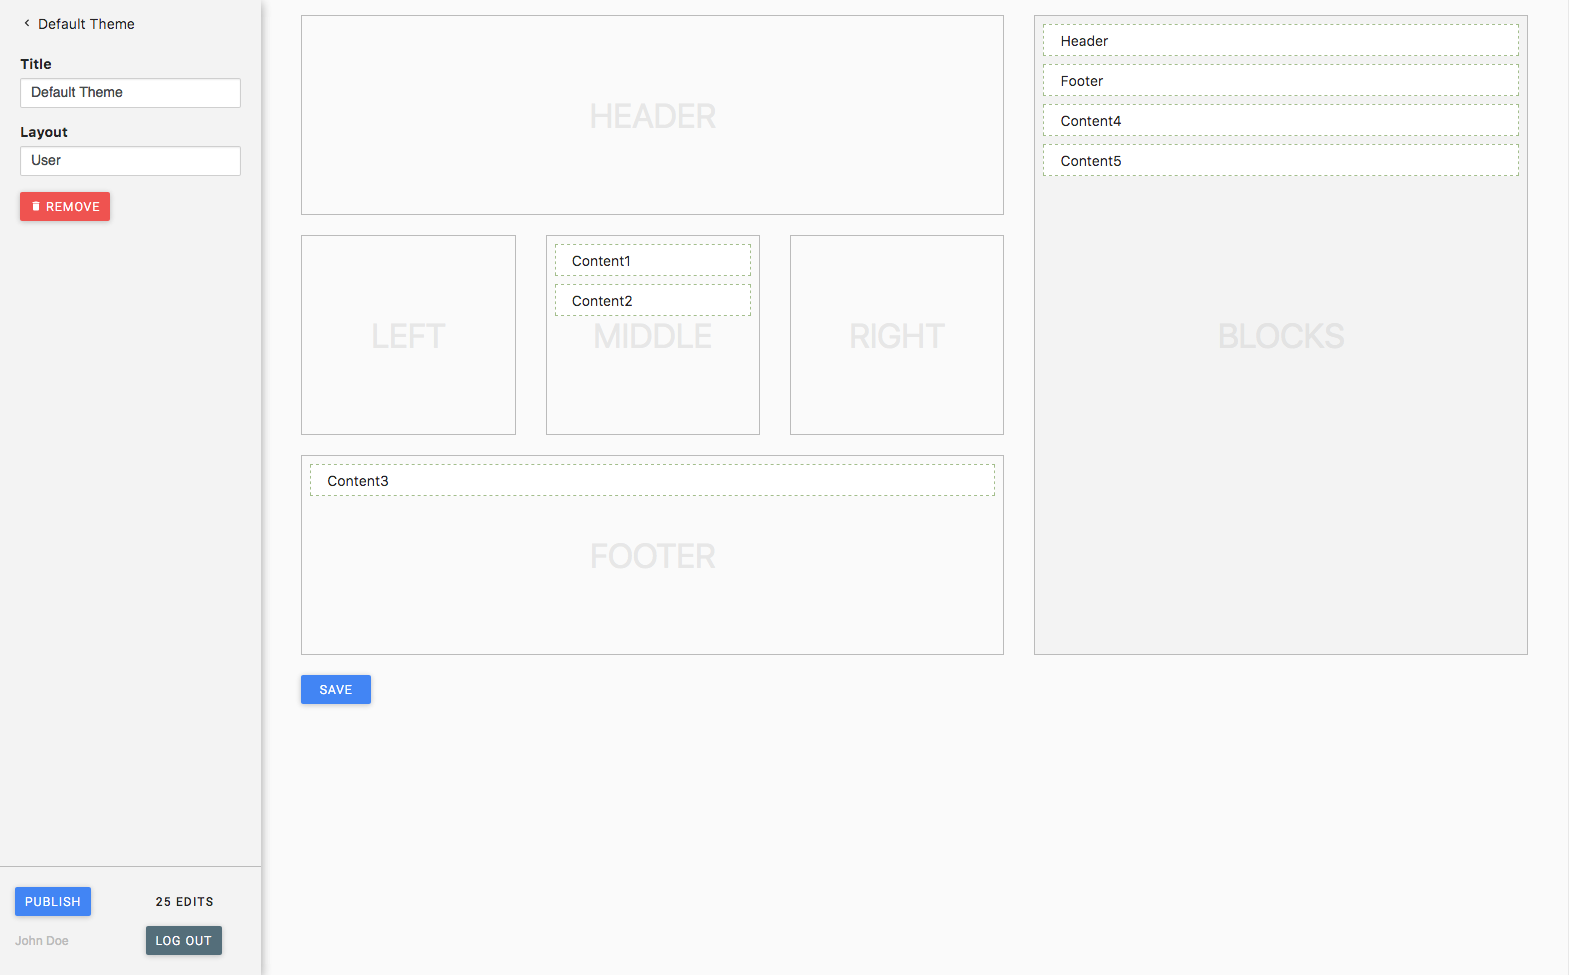 Default Theme
Title
Default Theme
Layout
User
REMOVE
PUBLISH
25 EDITS
John Doe
LOG OUT
HEADER
LEFT
Content1
Content2
MIDDLE
RIGHT
Content3
FOOTER
SAVE
Header
Footer
Content4
Content5
BLOCKS